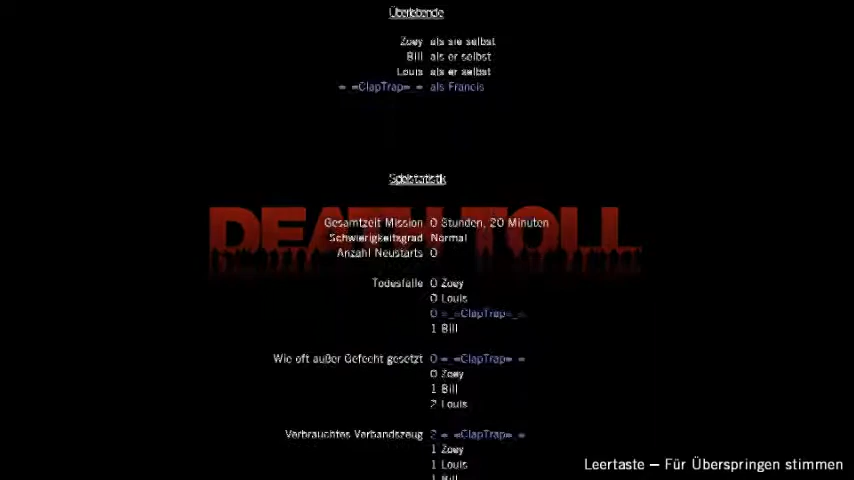 Überlebende
Zoey als sie selbst
Bill als er selbst
Louis als er selbst
=_=ClapTrap=_= als Francis
Spielstatistik
DEATH TOLL
Gesamtzeit Mission 0 Stunden, 20 Minuten
Schwierigkeitsgrad Normal
Anzahl Neustarts 0
Todesfälle 0 Zoey
0 Louis
0 =_=ClapTrap=_=
1 Bill
Wie oft außer Gefecht gesetzt 0 =_=ClapTrap=_=
0 Zoey
1 Bill
2 Louis
Verbrauchtes Verbandszeug 2 =_=ClapTrap=_=
1 Zoey
1 Louis
1 Bill
Leertaste – Für Überspringen stimmen